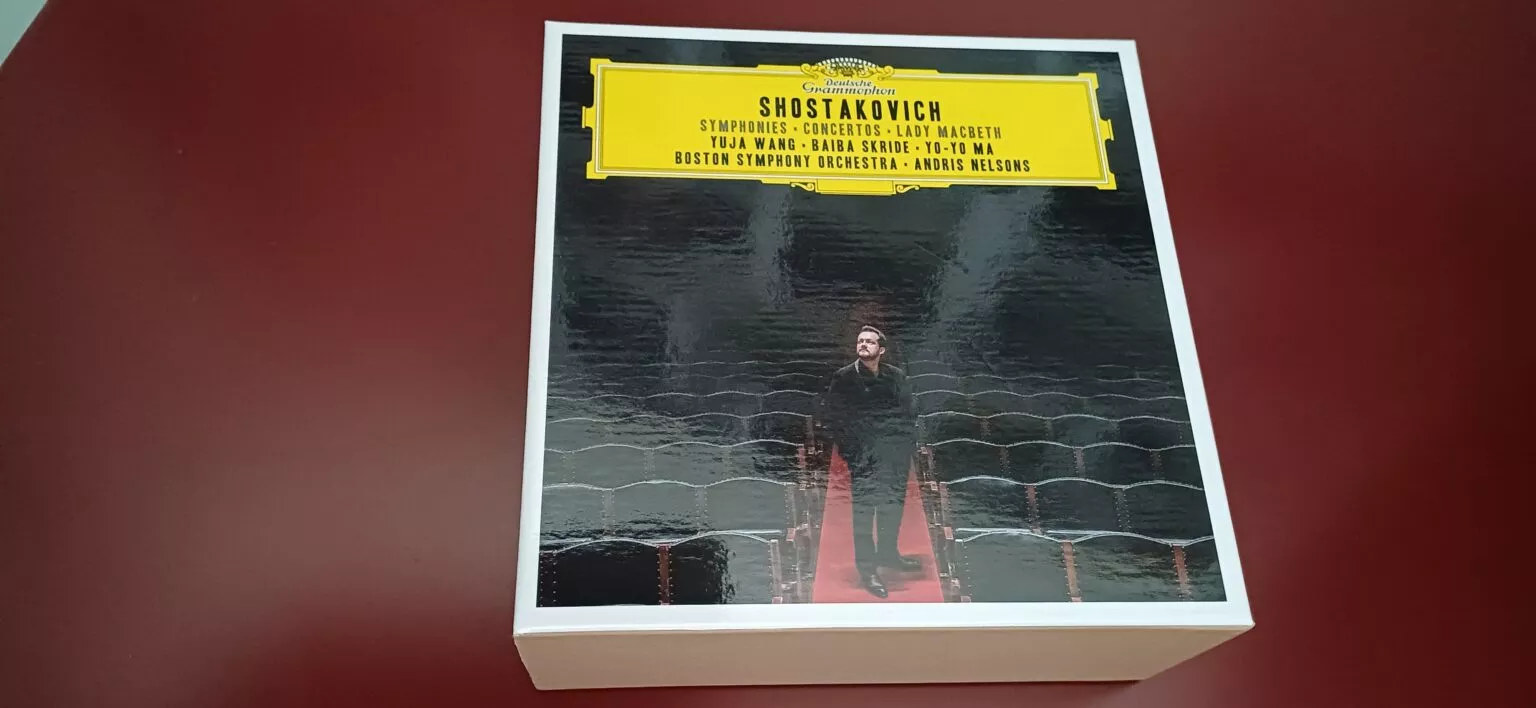 Deutsche
Grammophon
SHOSTAKOVICH
SYMPHONIES · CONCERTOS · LADY MACBETH
YUJA WANG · BAIBA SKRIDE · YO-YO MA
BOSTON SYMPHONY ORCHESTRA · ANDRIS NELSONS